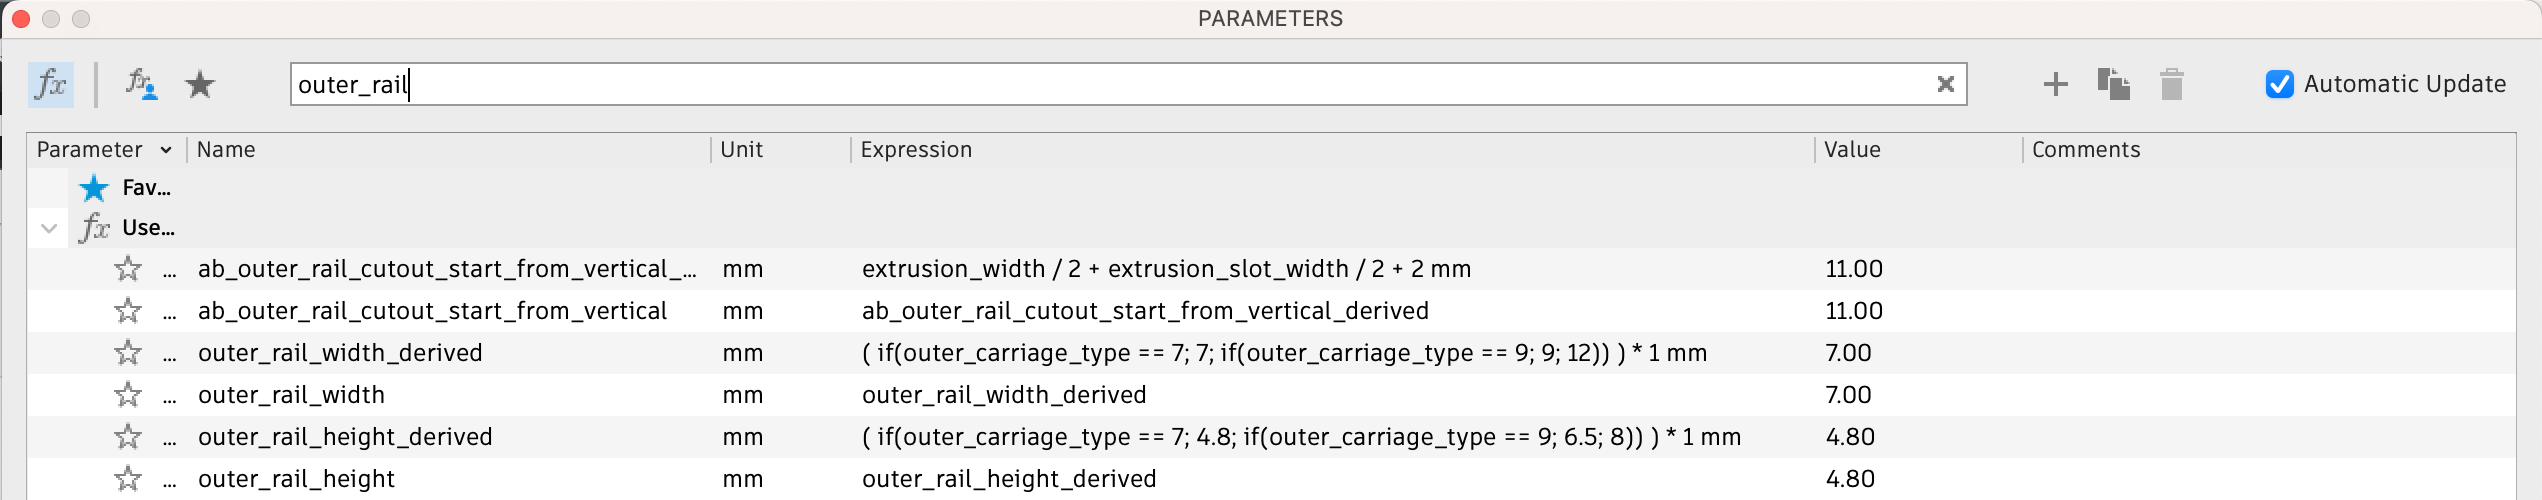 PARAMETERS
fx fx outer_rail Automatic Update
Parameter Name Unit Expression Value Comments
Fav...
fx Use...
... ab_outer_rail_cutout_start_from_vertical_... mm extrusion_width / 2 + extrusion_slot_width / 2 + 2 mm 11.00
... ab_outer_rail_cutout_start_from_vertical mm ab_outer_rail_cutout_start_from_vertical_derived 11.00
... outer_rail_width_derived mm ( if(outer_carriage_type == 7; 7; if(outer_carriage_type == 9; 9; 12)) ) * 1 mm 7.00
... outer_rail_width mm outer_rail_width_derived 7.00
... outer_rail_height_derived mm ( if(outer_carriage_type == 7; 4.8; if(outer_carriage_type == 9; 6.5; 8)) ) * 1 mm 4.80
... outer_rail_height mm outer_rail_height_derived 4.80